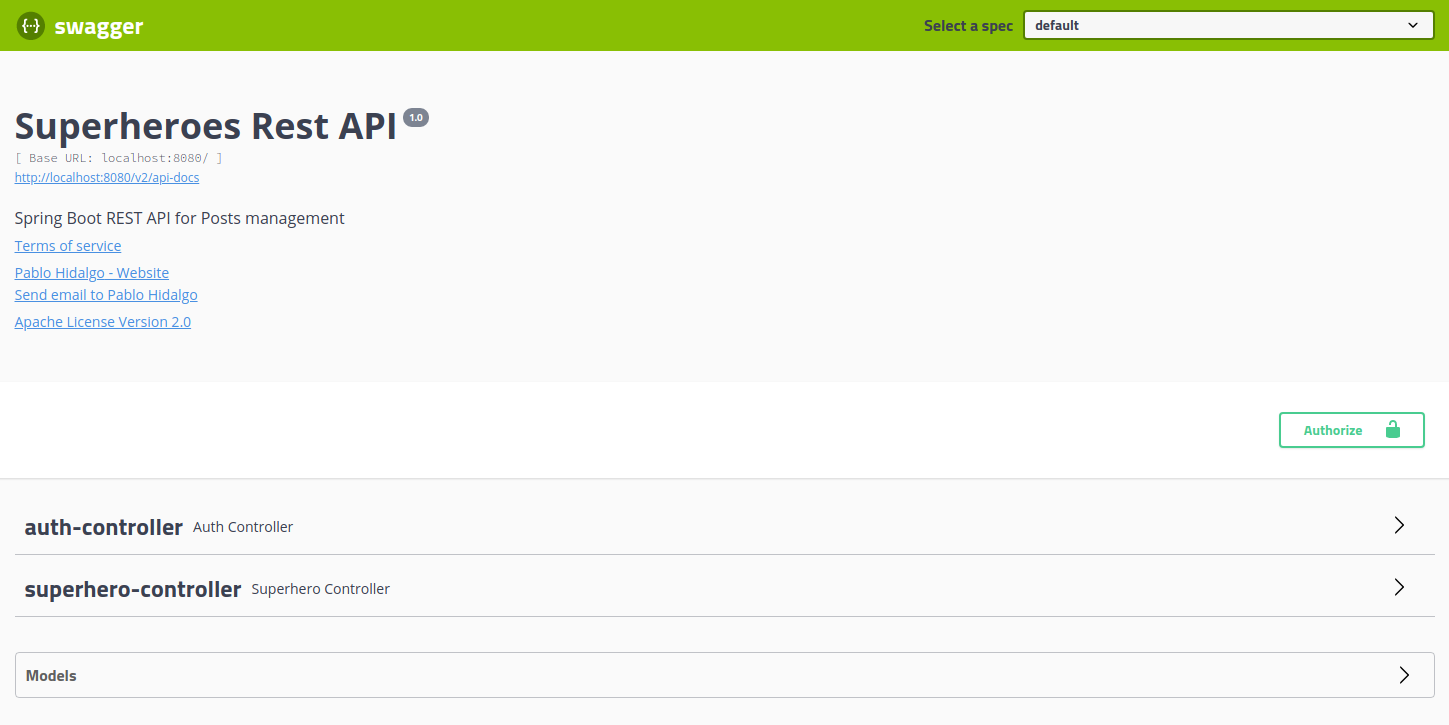 {···} swagger
Select a spec default
Superheroes Rest API 1.0
[ Base URL: localhost:8080/ ]
http://localhost:8080/v2/api-docs
Spring Boot REST API for Posts management
Terms of service
Pablo Hidalgo - Website
Send email to Pablo Hidalgo
Apache License Version 2.0
Authorize
auth-controller Auth Controller
superhero-controller Superhero Controller
Models